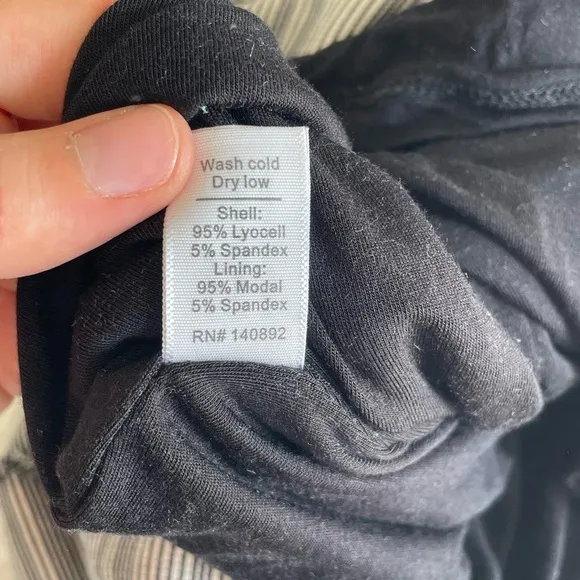 Wash cold
Dry low
Shell:
95% Lyocell
5% Spandex
Lining:
95% Modal
5% Spandex
RN# 140892